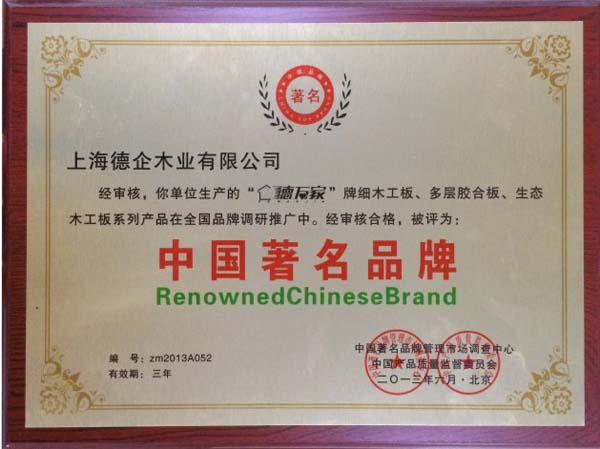 著名
上海德企木业有限公司
经审核，你单位生产的“德万家”牌细木工板、多层胶合板、生态
木工板系列产品在全国品牌调研推广中。经审核合格，被评为：
中国著名品牌
RenownedChineseBrand
编 号：zm2013A052
有效期：三年
中国著名品牌管理市场调查中心
中国产品质量监督委员会
二○一三年六月·北京